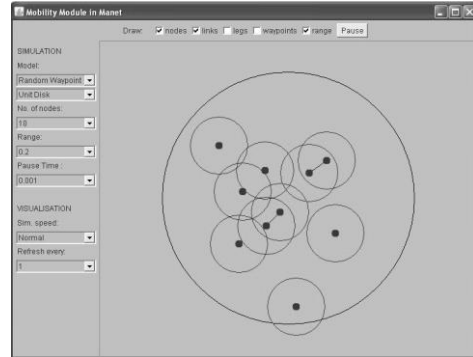 Mobility Module in Manet
Draw: nodes links legs waypoints range Pause
SIMULATION
Model:
Random Waypoint
Unit Disk
No. of nodes:
18
Range:
0.2
Pause Time :
0.001
VISUALISATION
Sim. speed:
Normal
Refresh every:
1